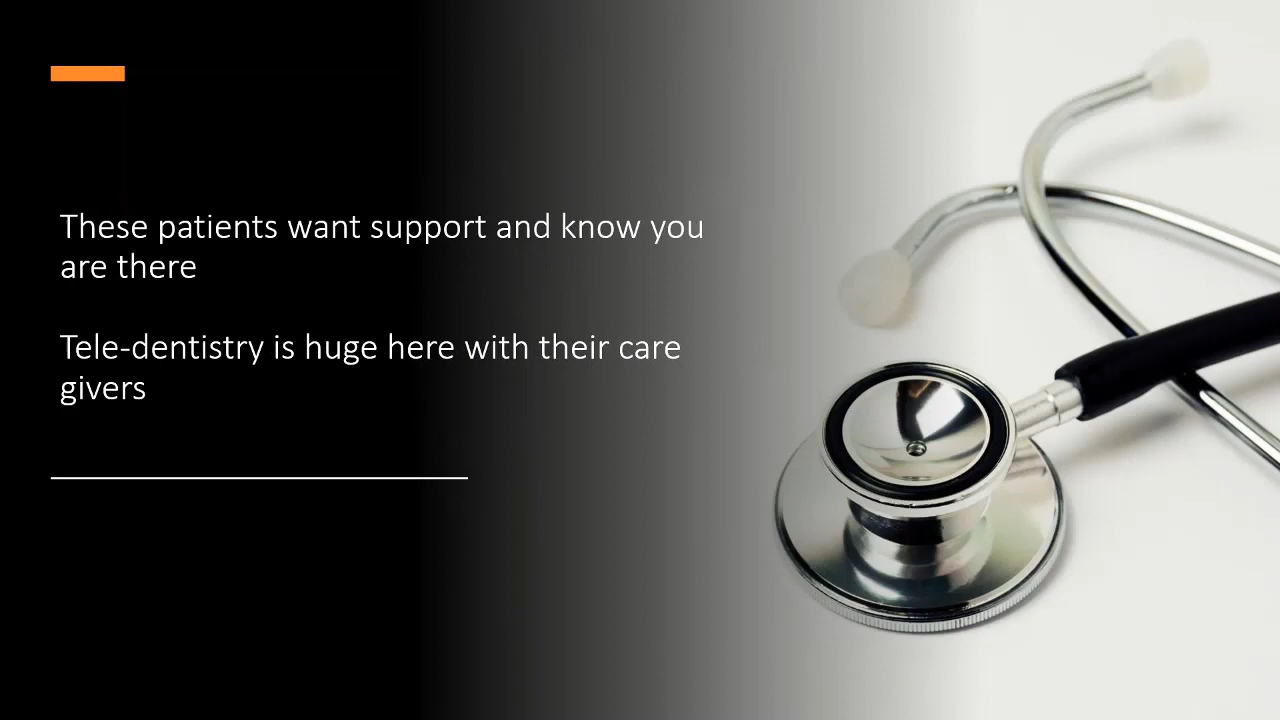 These patients want support and know you
are there
Tele-dentistry is huge here with their care
givers